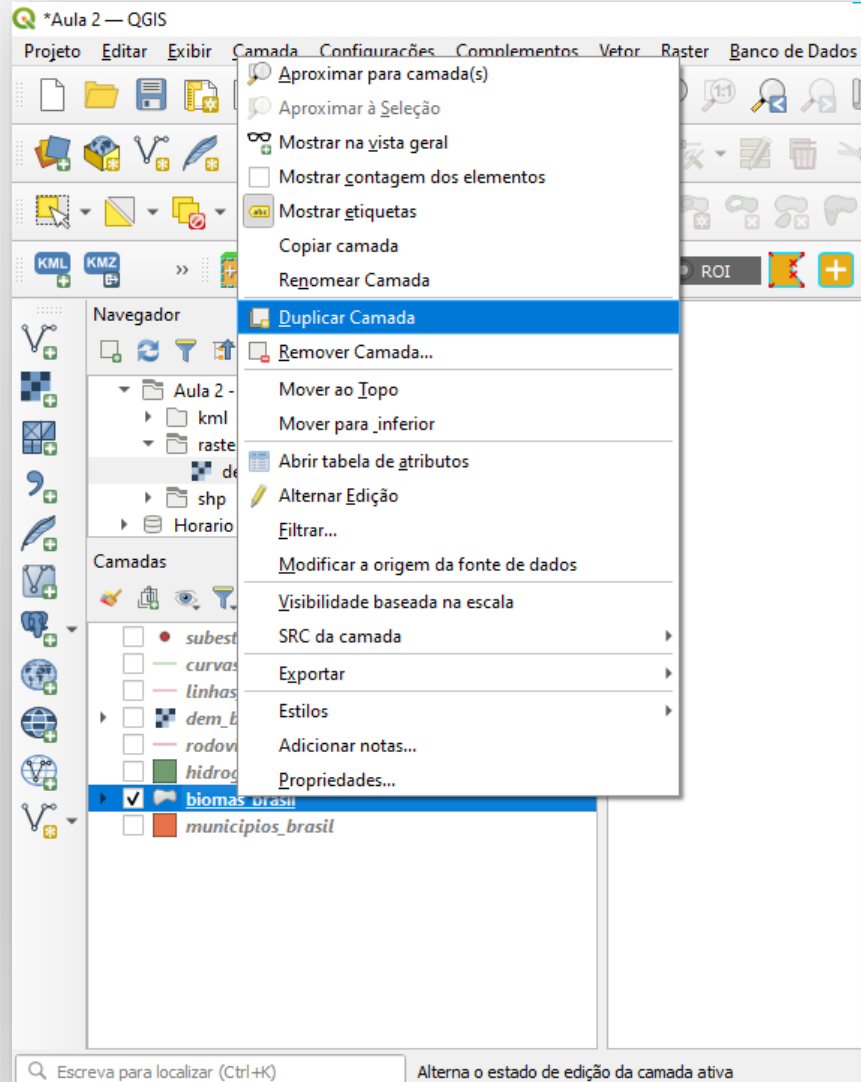 *Aula 2 — QGIS
Projeto Editar Exibir Camada Configurações Complementos Vetor Raster Banco de Dados
Aproximar para camada(s)
Aproximar à Seleção
1:1
Mostrar na vista geral
Mostrar contagem dos elementos
abc Mostrar etiquetas
Copiar camada
KML KMZ » ROI
Renomear Camada
Navegador
Duplicar Camada
Remover Camada...
Aula 2 -
Mover ao Topo
kml
Mover para _inferior
raste
Abrir tabela de atributos
de
Alternar Edição
shp
Horario
Filtrar...
Camadas
Modificar a origem da fonte de dados
Visibilidade baseada na escala
subest
SRC da camada
curvas
Exportar
linhas
Estilos
dem_b
Adicionar notas...
rodovi
hidrog
Propriedades...
biomas_brasil
municipios_brasil
Escreva para localizar (Ctrl+K)
Alterna o estado de edição da camada ativa